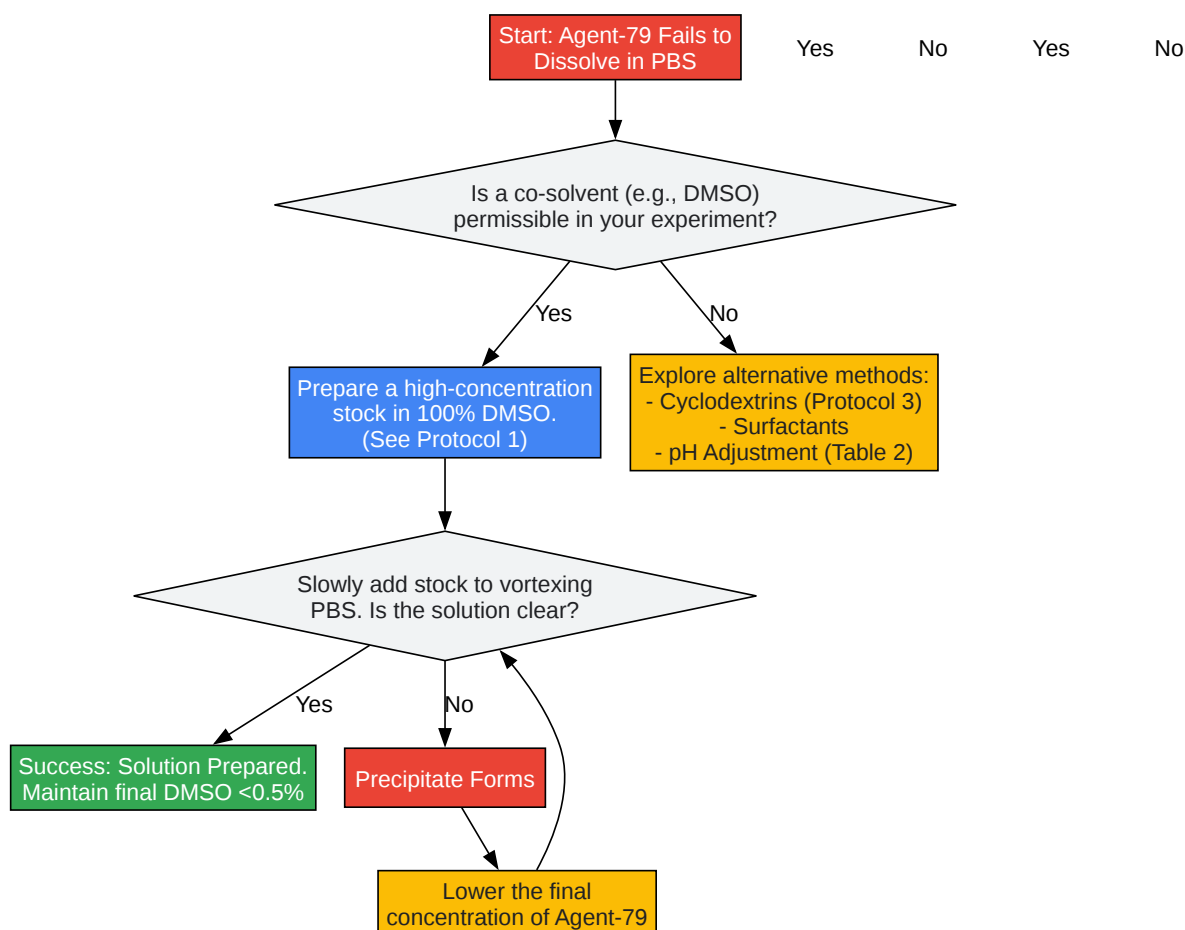 Start: Agent-79 Fails to
Dissolve in PBS
Yes
No
Yes
No
Is a co-solvent (e.g., DMSO)
permissible in your experiment?
Yes
No
Prepare a high-concentration
stock in 100% DMSO.
(See Protocol 1)
Explore alternative methods:
- Cyclodextrins (Protocol 3)
- Surfactants
- pH Adjustment (Table 2)
Slowly add stock to vortexing
PBS. Is the solution clear?
Yes
No
Success: Solution Prepared.
Maintain final DMSO <0.5%
Precipitate Forms
Lower the final
concentration of Agent-79